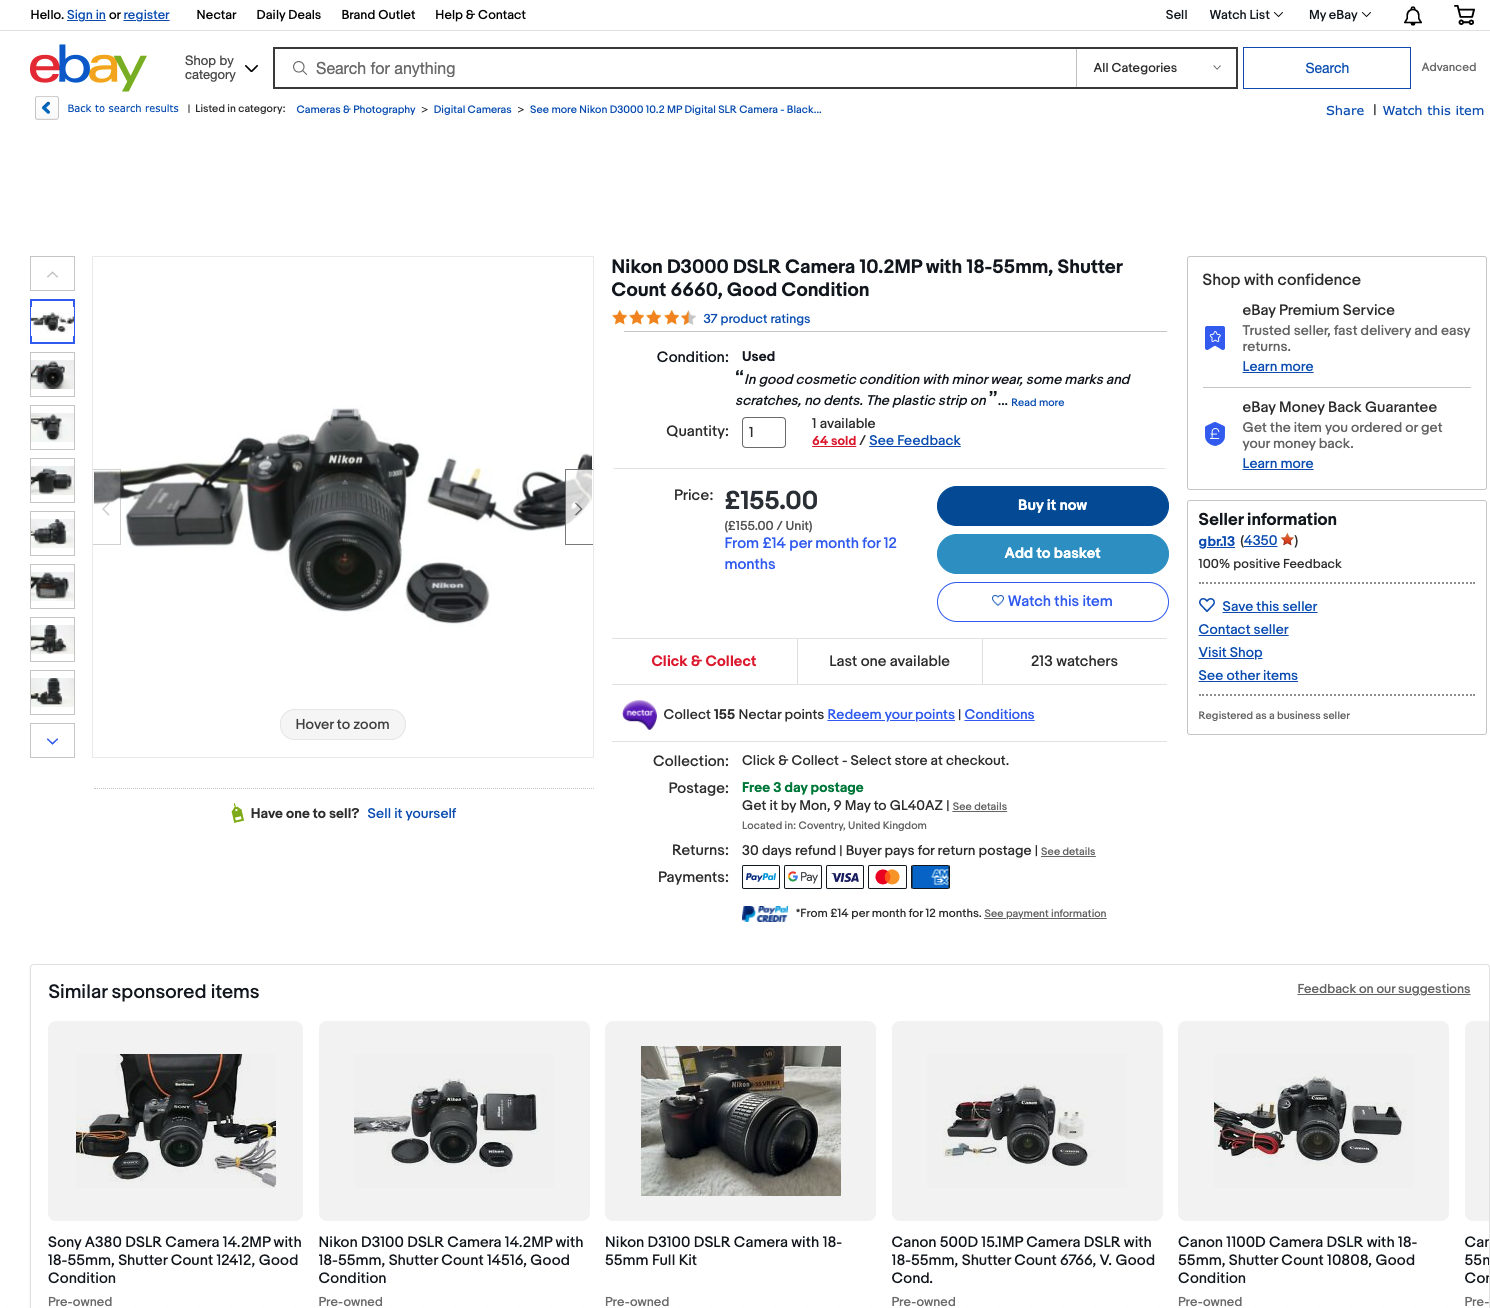 Hello. Sign in or register Nectar Daily Deals Brand Outlet Help & Contact Sell Watch List My eBay
ebay
Shop by
category
Search for anything
All Categories
Search
Advanced
Back to search results | Listed in category: Cameras & Photography > Digital Cameras > See more Nikon D3000 10.2 MP Digital SLR Camera - Black...
Share | Watch this item
Nikon
Nikon
Hover to zoom
Have one to sell? Sell it yourself
Nikon D3000 DSLR Camera 10.2MP with 18-55mm, Shutter
Count 6660, Good Condition
37 product ratings
Condition: Used
“In good cosmetic condition with minor wear, some marks and
scratches, no dents. The plastic strip on ”... Read more
Quantity: 1
1 available
64 sold / See Feedback
Price: £155.00
(£155.00 / Unit)
From £14 per month for 12
months
Buy it now
Add to basket
Watch this item
Click & Collect
Last one available
213 watchers
nectar
Collect 155 Nectar points Redeem your points | Conditions
Collection: Click & Collect - Select store at checkout.
Postage: Free 3 day postage
Get it by Mon, 9 May to GL40AZ | See details
Located in: Coventry, United Kingdom
Returns: 30 days refund | Buyer pays for return postage | See details
Payments: PayPal G Pay VISA AM EX
PayPal CREDIT *From £14 per month for 12 months. See payment information
Shop with confidence
eBay Premium Service
Trusted seller, fast delivery and easy
returns.
Learn more
eBay Money Back Guarantee
Get the item you ordered or get
your money back.
Learn more
Seller information
gbr.13 (4350)
100% positive Feedback
Save this seller
Contact seller
Visit Shop
See other items
Registered as a business seller
Similar sponsored items
Feedback on our suggestions
Sony A380 DSLR Camera 14.2MP with
18-55mm, Shutter Count 12412, Good
Condition
Pre-owned
Nikon D3100 DSLR Camera 14.2MP with
18-55mm, Shutter Count 14516, Good
Condition
Pre-owned
Nikon D3100 DSLR Camera with 18-
55mm Full Kit
Pre-owned
Canon 500D 15.1MP Camera DSLR with
18-55mm, Shutter Count 6766, V. Good
Cond.
Pre-owned
Canon 1100D Camera DSLR with 18-
55mm, Shutter Count 10808, Good
Condition
Pre-owned